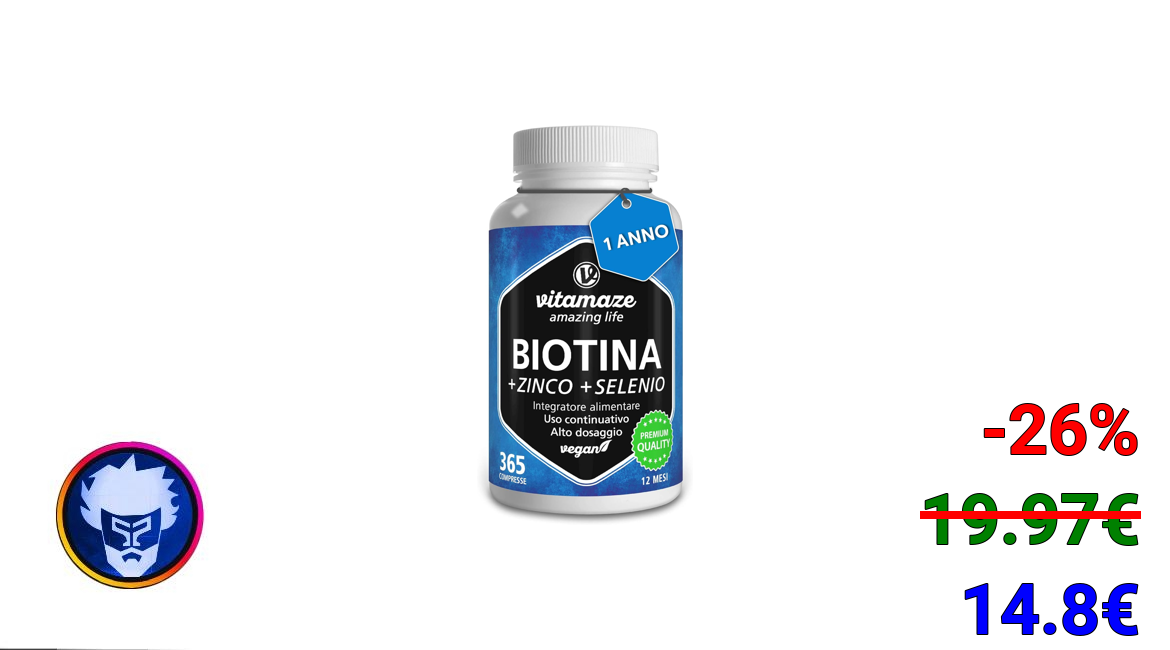 1 ANNO
vitamaze
amazing life
BIOTINA
+ZINCO +SELENIO
Integratore alimentare
Uso continuativo
Alto dosaggio
vegan
PREMIUM
QUALITY
365
COMPRESSE
12 MESI
-26%
19.97€
14.8€